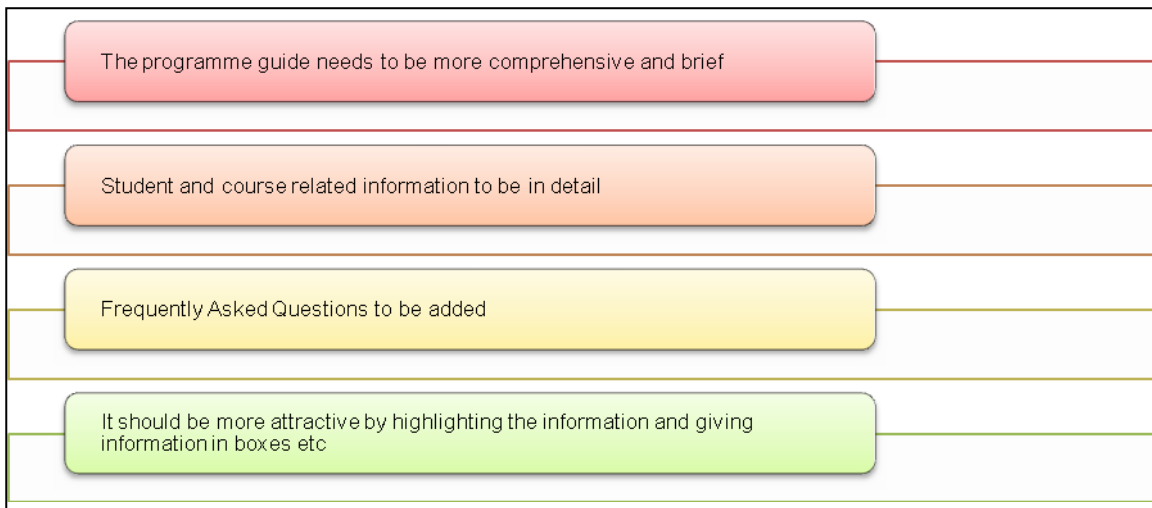 The programme guide needs to be more comprehensive and brief
Student and course related information to be in detail
Frequently Asked Questions to be added
It should be more attractive by highlighting the information and giving
information in boxes etc